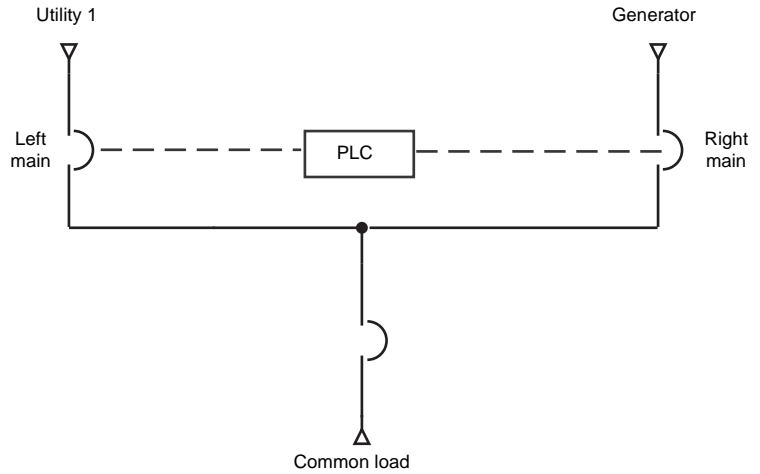 Utility 1
Generator
Left
main
PLC
Right
main
Common load